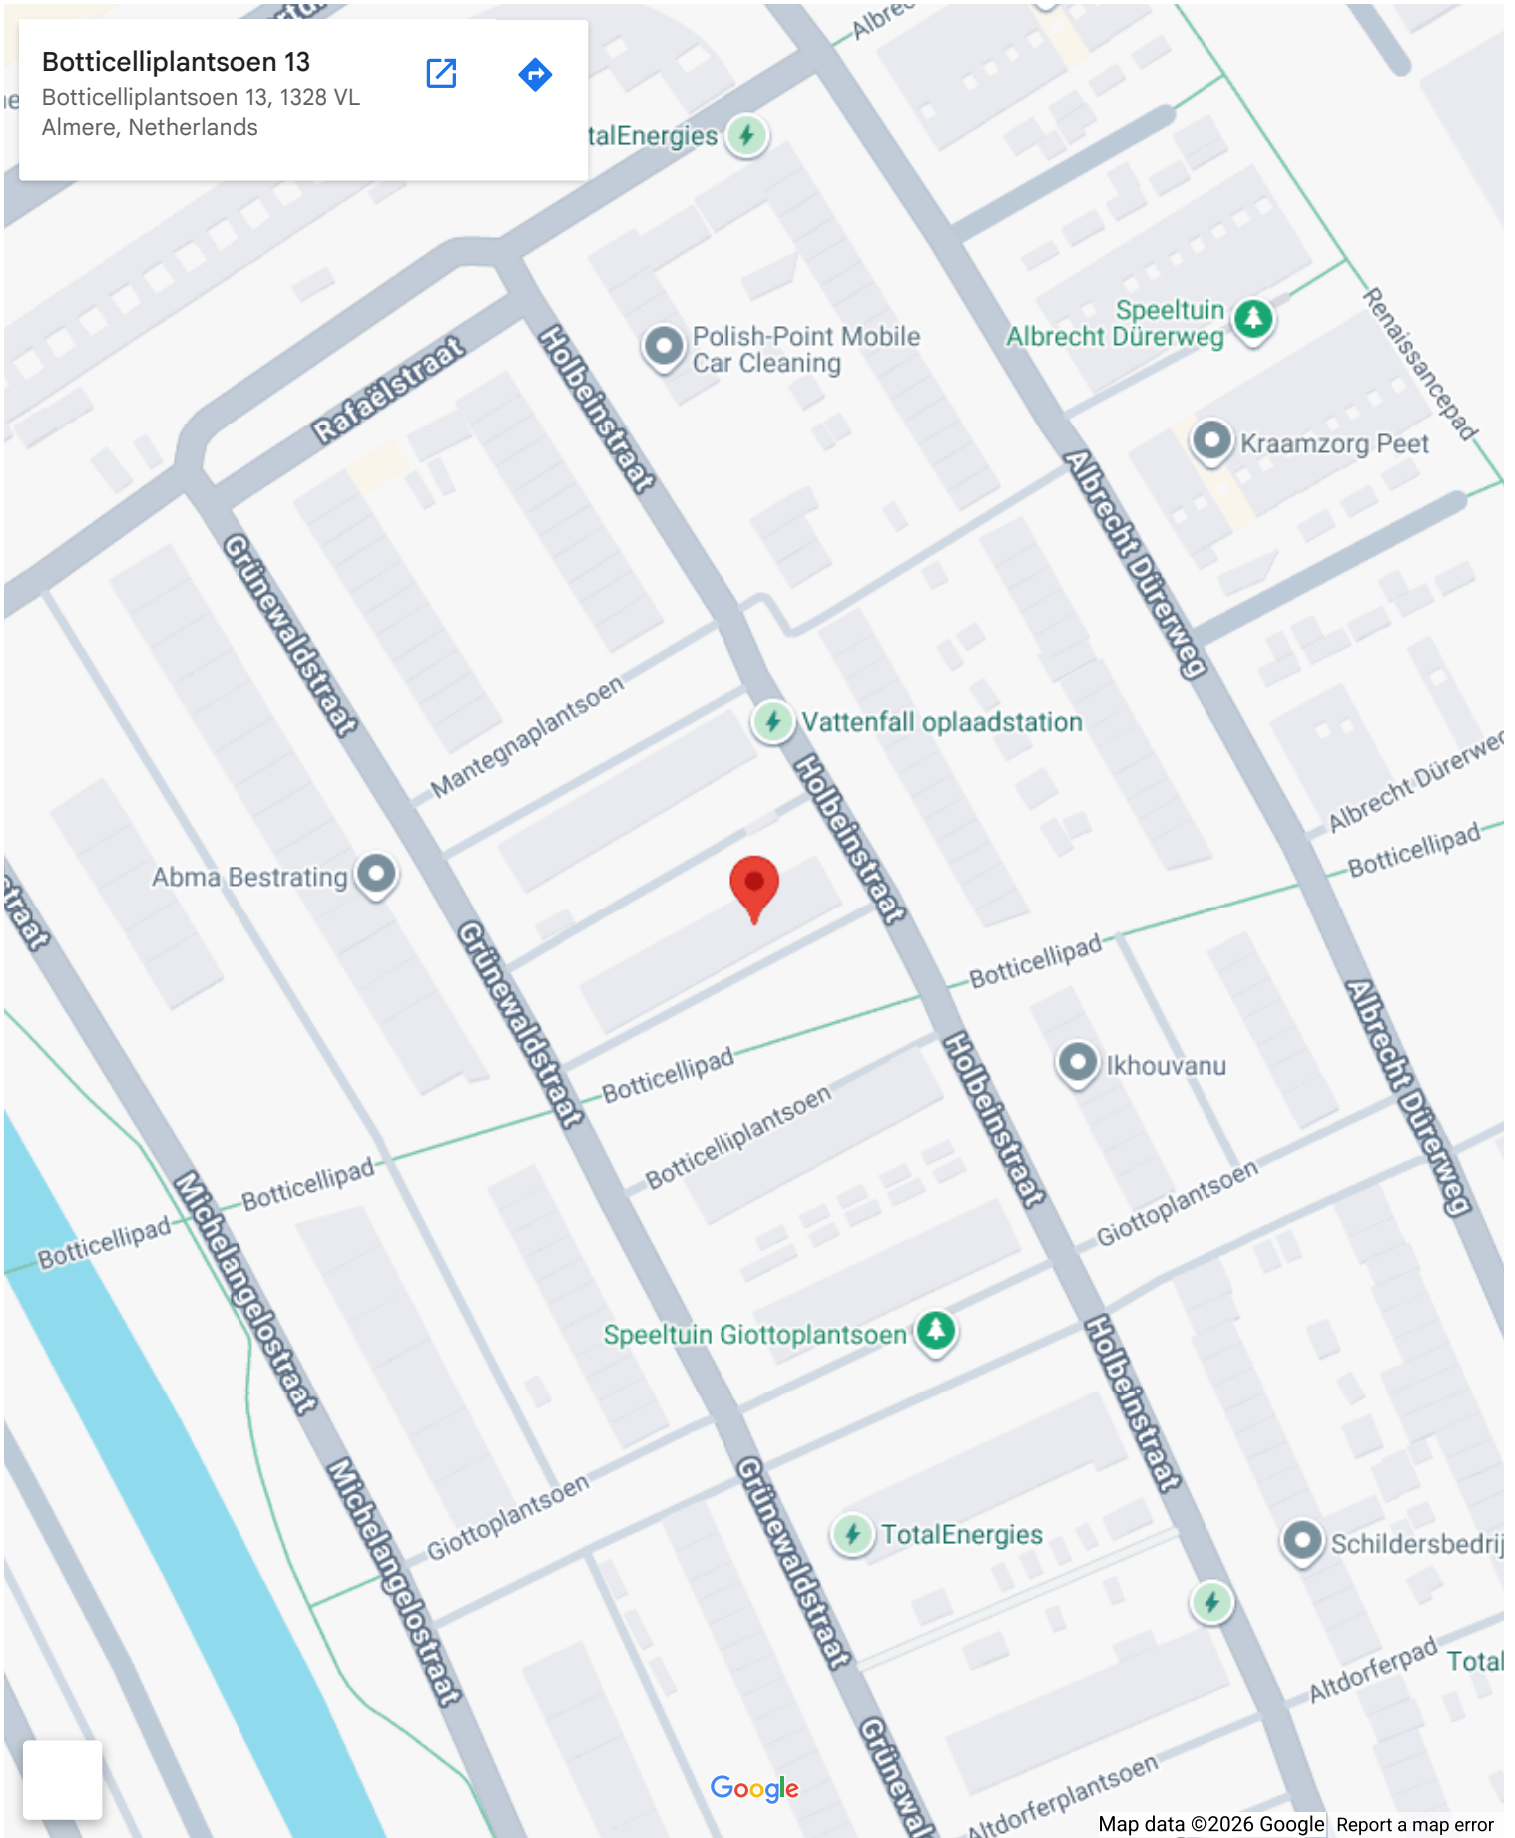 Botticelliplantsoen 13
Botticelliplantsoen 13, 1328 VL
Almere, Netherlands
talEnergies
Polish-Point Mobile
Car Cleaning
Speeltuin
Albrecht Dürerweg
Renaissancepad
Kraamzorg Peet
Rafaëlstraat
Holbeinstraat
Albrecht Dürerweg
Grünewaldstraat
Mantegnaplantsoen
Vattenfall oplaadstation
Holbeinstraat
Albrecht Dürerweg
Botticellipad
Abma Bestrating
Grünewaldstraat
Botticellipad
Botticellipad
Albrecht Dürerweg
Holbeinstraat
Ikhouvanu
Botticelliplantsoen
Botticellipad
Botticellipad
Giottoplantsoen
Michelangelostraat
Speeltuin Giottoplantsoen
Holbeinstraat
Giottoplantsoen
Michelangelostraat
Grünewaldstraat
TotalEnergies
Schildersbedrij
Altdorferpad
Total
Grünewal
Altdorferplantsoen
Google
Map data ©2026 Google
Report a map error